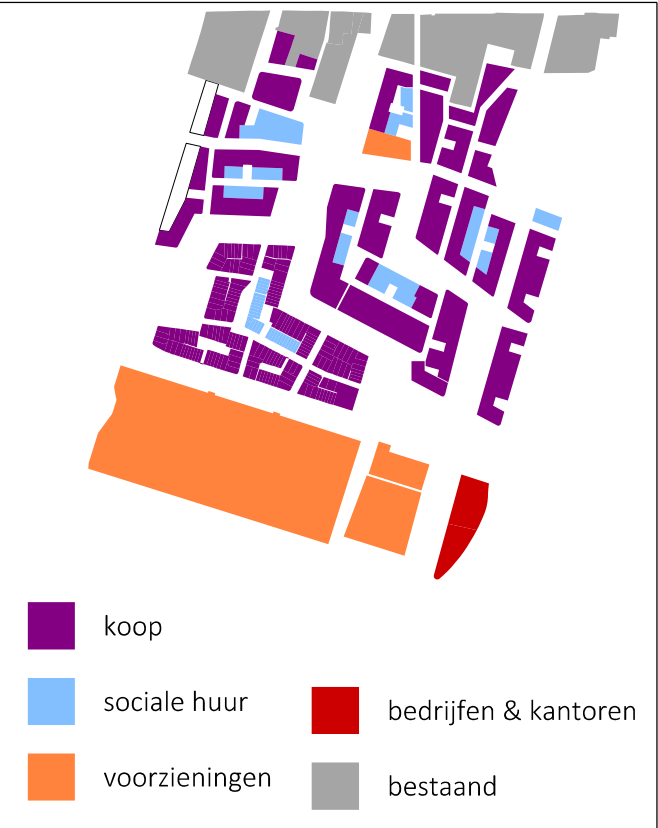 koop
sociale huur
voorzieningen
bedrijfen & kantoren
bestaand